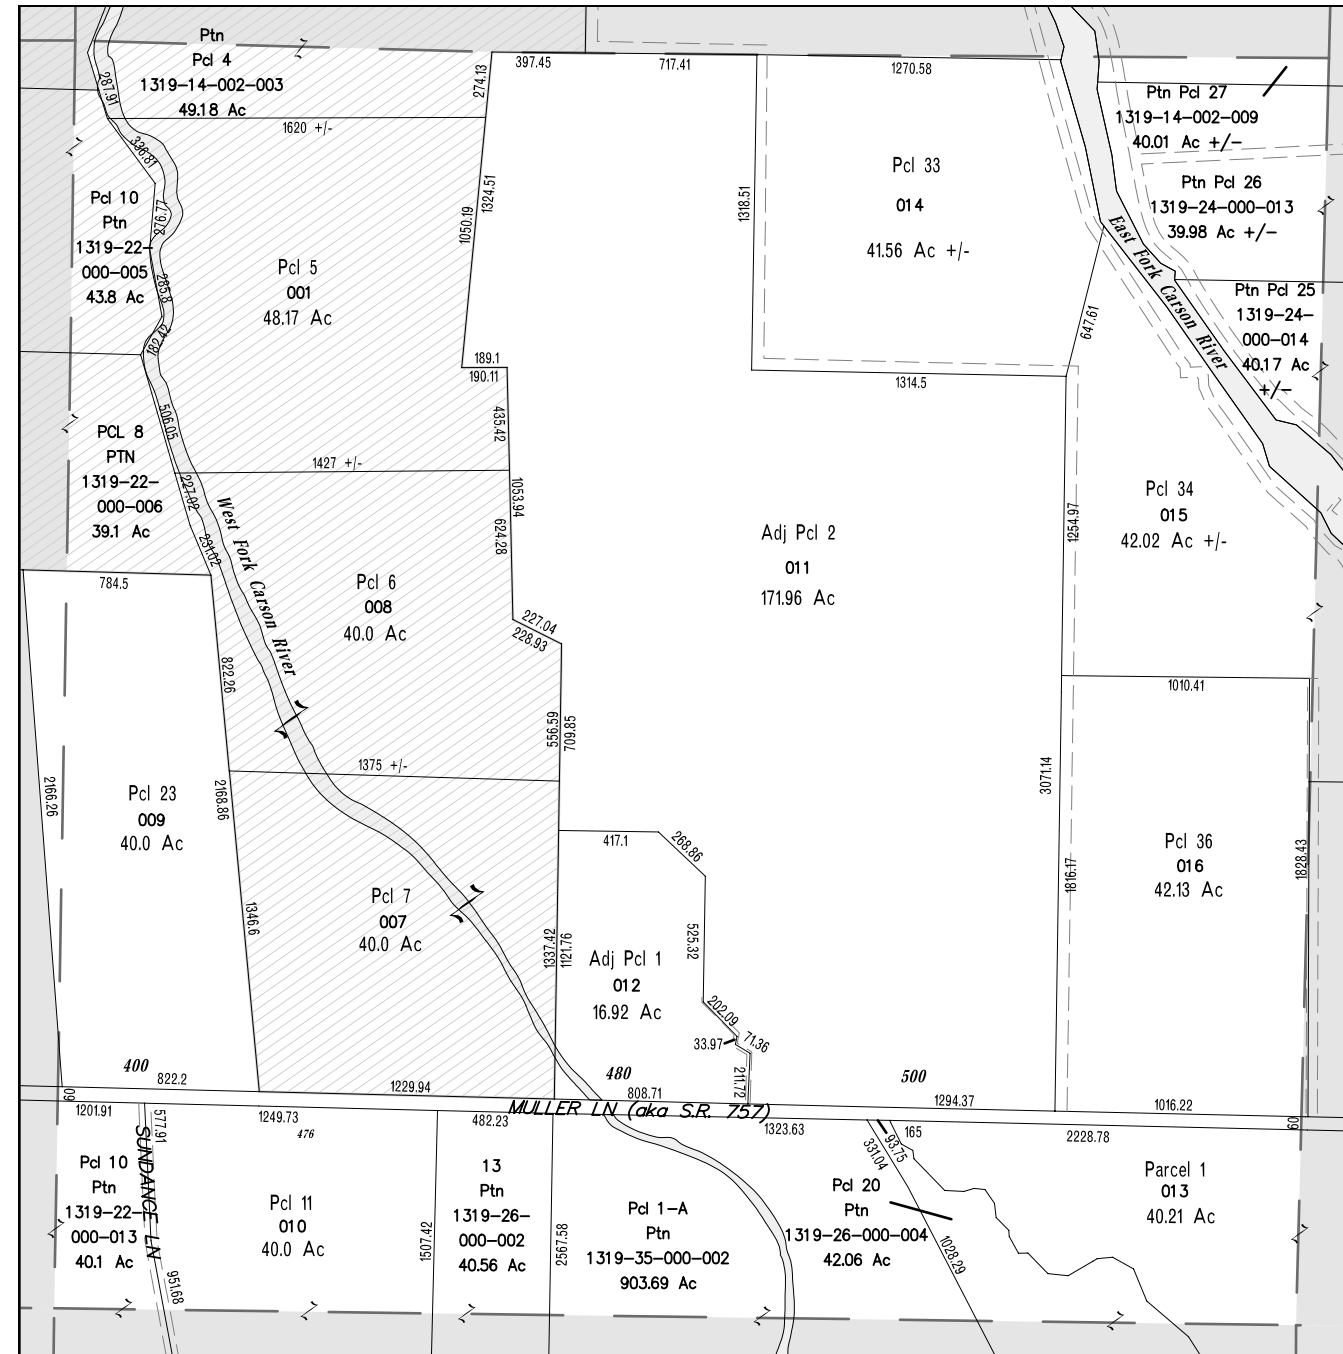 Ptn
Pcl 4
1319-14-002-003
49.18 Ac
287.91
274.13
397.45
717.41
1270.58
1620 +/-
336.81
Ptn Pcl 27
1319-14-002-009
40.01 Ac +/-
Pcl 33
014
41.56 Ac +/-
1318.51
1324.51
1050.19
Ptn Pcl 26
1319-24-000-013
39.98 Ac +/-
Pcl 10
Ptn
1319-22-
000-005
43.8 Ac
276.77
285.8
182.42
Pcl 5
001
48.17 Ac
East Fork Carson River
Ptn Pcl 25
1319-24-
000-014
40.17 Ac
+/-
647.61
189.1
190.11
1314.5
435.42
506.05
PCL 8
PTN
1319-22-
000-006
39.1 Ac
1427 +/-
227.02
231.02
West Fork Carson River
1053.94
624.28
Pcl 34
015
42.02 Ac +/-
1254.97
Adj Pcl 2
011
171.96 Ac
784.5
Pcl 6
008
40.0 Ac
227.04
228.93
822.26
1010.41
556.59
709.85
1375 +/-
2166.26
Pcl 23
009
40.0 Ac
2168.86
3071.14
417.1
268.86
Pcl 36
016
42.13 Ac
1816.17
1828.43
1346.6
Pcl 7
007
40.0 Ac
1337.42
1121.76
525.32
Adj Pcl 1
012
16.92 Ac
202.09
33.97
71.36
211.72
400
822.2
1229.94
480
808.71
500
1294.37
1016.22
60
MULLER LN (aka S.R. 757)
60
1201.91
577.91
1249.73
476
482.23
1323.63
165
2228.78
331.04
93.75
SUNDANCE LN
Pcl 10
Ptn
1319-22-
000-013
40.1 Ac
951.68
Pcl 11
010
40.0 Ac
1507.42
13
Ptn
1319-26-
000-002
40.56 Ac
2567.58
Pcl 1-A
Ptn
1319-35-000-002
903.69 Ac
Pcl 20
Ptn
1319-26-000-004
42.06 Ac
1028.29
Parcel 1
013
40.21 Ac